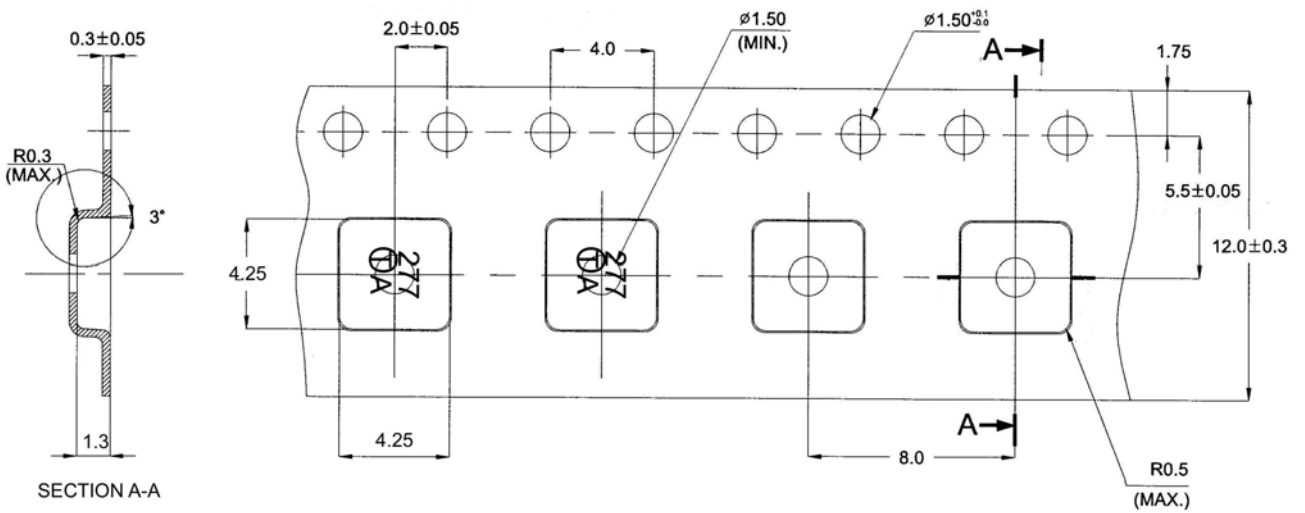 0.3±0.05
2.0±0.05
4.0
ø1.50
(MIN.)
ø1.50 +0.1 -0.0
A
1.75
R0.3
(MAX.)
3°
5.5±0.05
12.0±0.3
4.25
277
T A
277
T A
1.3
4.25
A
8.0
R0.5
(MAX.)
SECTION A-A